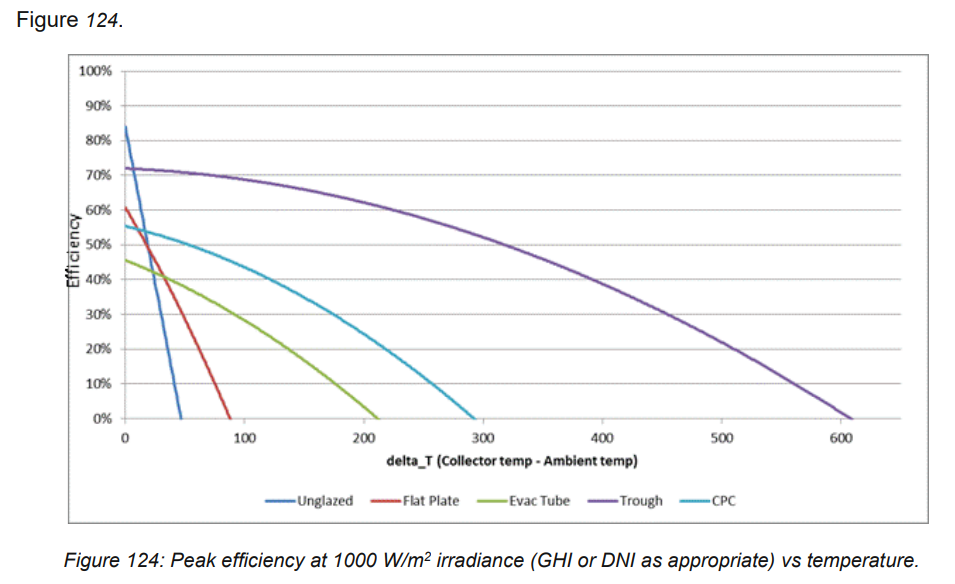 Figure 124.
100%
90%
80%
70%
60%
50%
40%
30%
20%
10%
0%
Efficiency
0 100 200 300 400 500 600
delta_T (Collector temp - Ambient temp)
Unglazed Flat Plate Evac Tube Trough CPC
Figure 124: Peak efficiency at 1000 W/m² irradiance (GHI or DNI as appropriate) vs temperature.